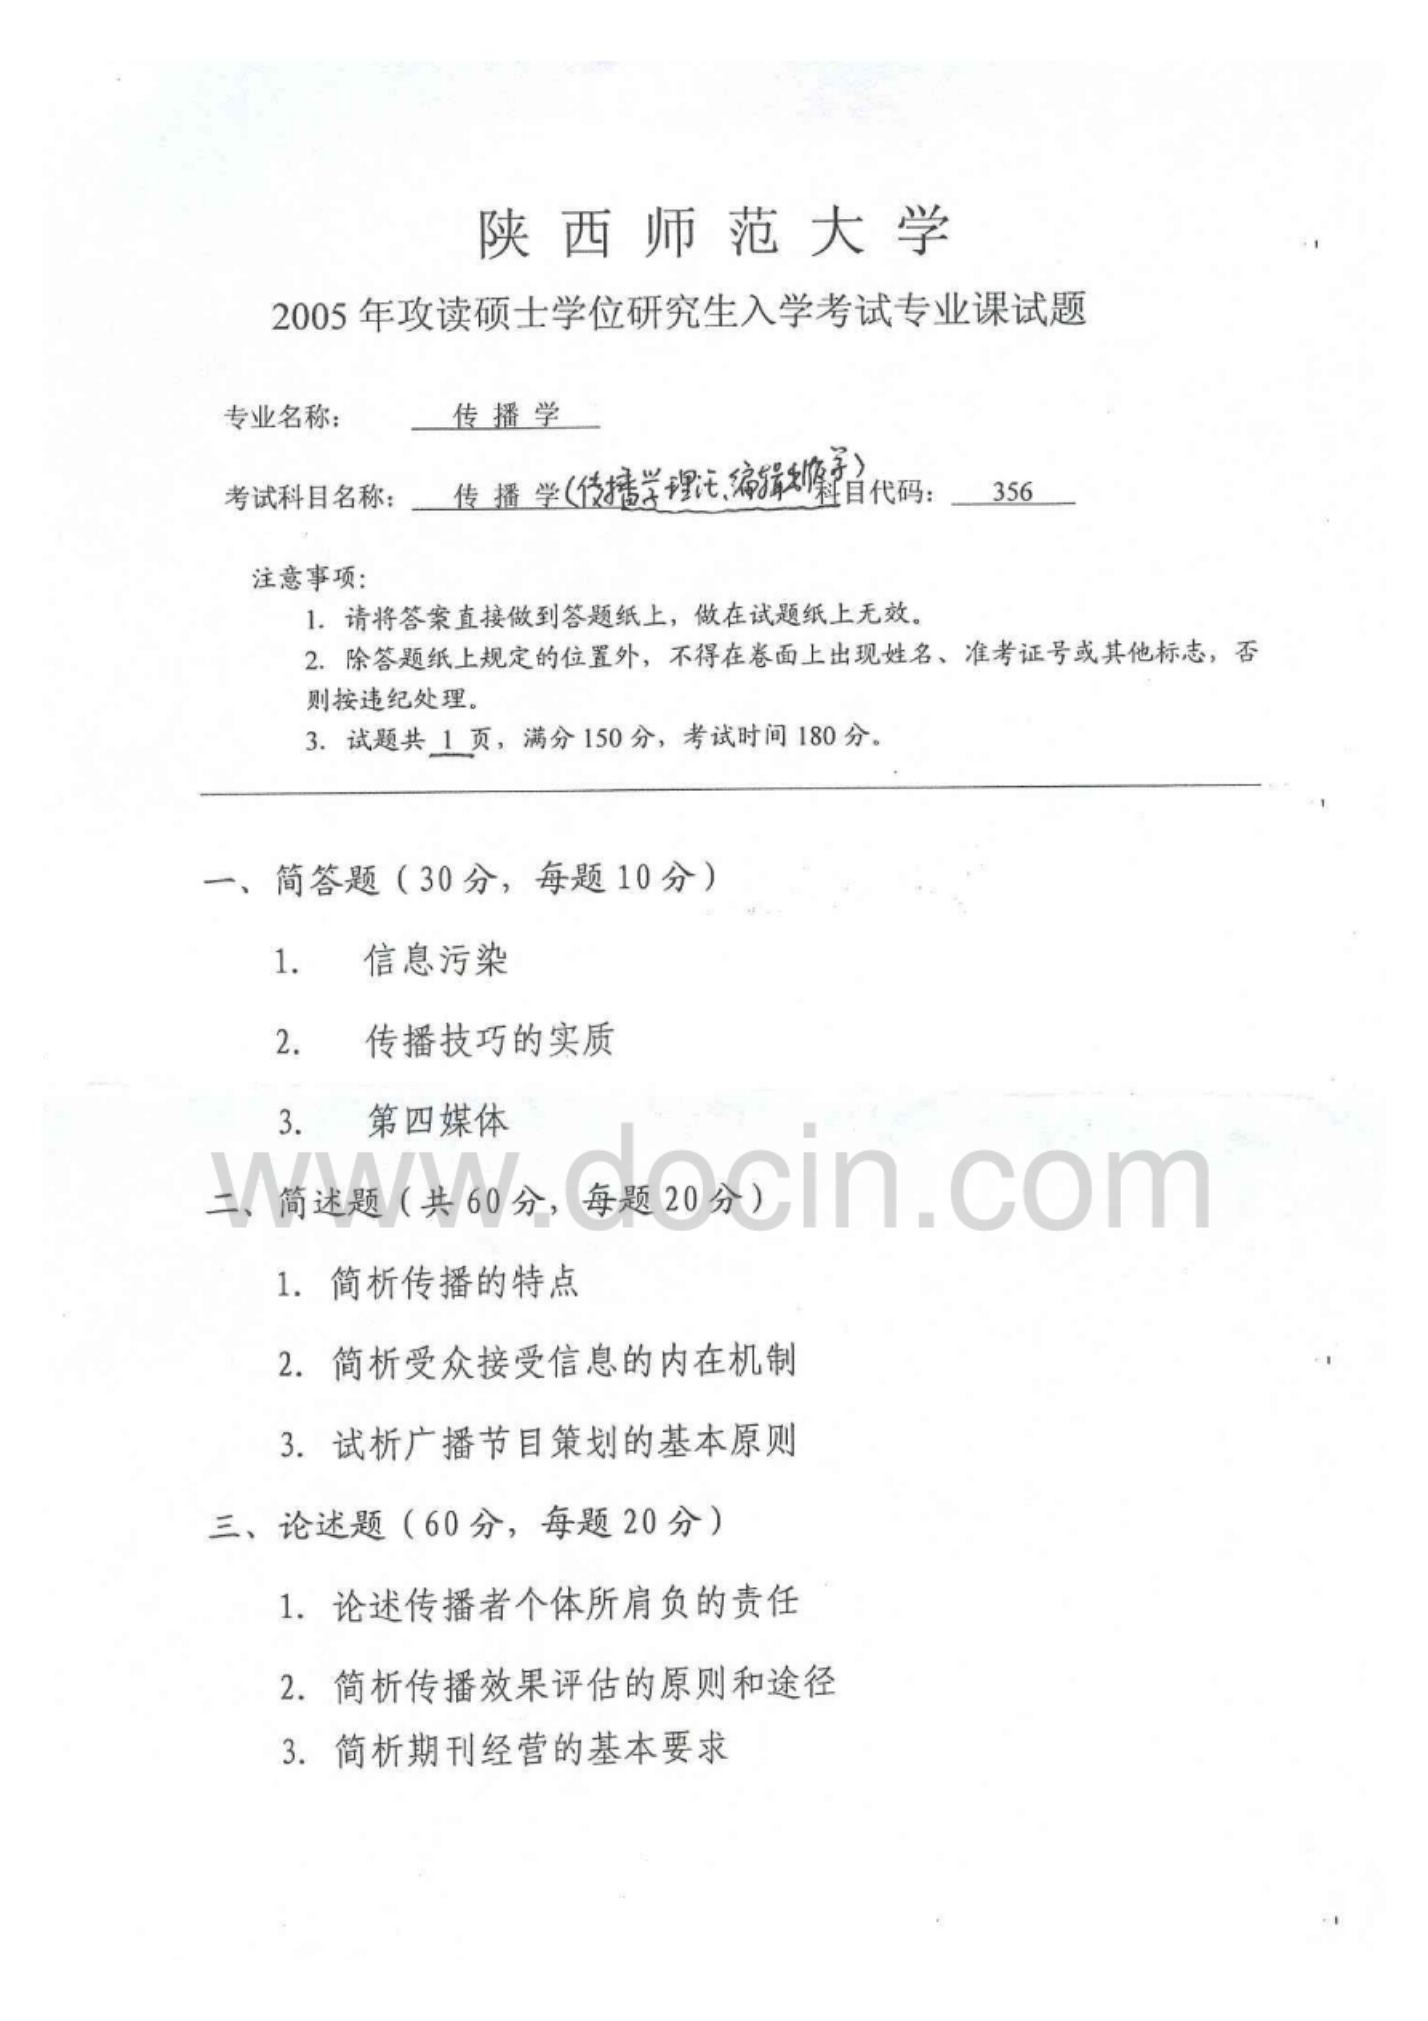 陕西师范大学
2005年攻读硕士学位研究生入学考试专业课试题
专业名称： 传播学
考试科目名称： 传播学(传播学理论、编辑出版学) 科目代码： 356
注意事项：
1. 请将答案直接做到答题纸上，做在试题纸上无效。
2. 除答题纸上规定的位置外，不得在卷面上出现姓名、准考证号或其他标志，否
则按违纪处理。
3. 试题共 1 页，满分150分，考试时间180分。
一、简答题（30分，每题10分）
1. 信息污染
2. 传播技巧的实质
3. 第四媒体
www.docin.com
二、简述题（共60分，每题20分）
1. 简析传播的特点
2. 简析受众接受信息的内在机制
3. 试析广播节目策划的基本原则
三、论述题（60分，每题20分）
1. 论述传播者个体所肩负的责任
2. 简析传播效果评估的原则和途径
3. 简析期刊经营的基本要求